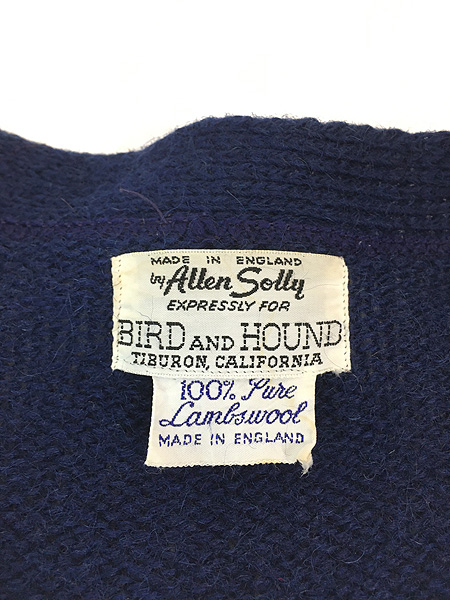 MADE IN ENGLAND
by Allen Solly
EXPRESSLY FOR
BIRD AND HOUND
TIBURON, CALIFORNIA
100% Pure
Lambswool
MADE IN ENGLAND